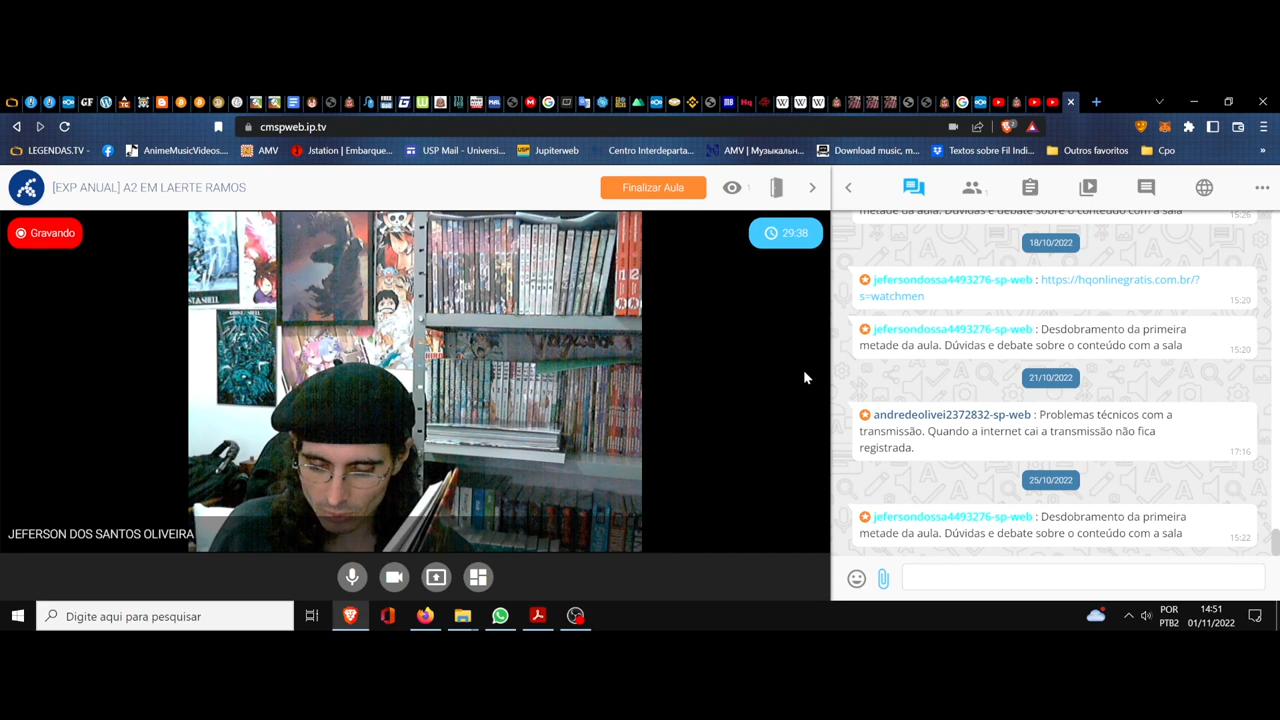 cmspweb.ip.tv
LEGENDAS.TV - AnimeMusicVideos.... AMV Jstation | Embarque... USP Mail - Universi... Jupiterweb Centro Interdeparta... AMV | Музыкальн... Download music, m... Textos sobre Fil Indi... Outros favoritos Cpo
[EXP ANUAL] A2 EM LAERTE RAMOS
Finalizar Aula
1
1
Gravando
29:38
JEFERSON DOS SANTOS OLIVEIRA
metade da aula. Dúvidas e debate sobre o conteúdo com a sala
15:26
18/10/2022
jefersondossa4493276-sp-web : https://hqonlinegratis.com.br/?
s=watchmen
15:20
jefersondossa4493276-sp-web : Desdobramento da primeira
metade da aula. Dúvidas e debate sobre o conteúdo com a sala
15:20
21/10/2022
andredeolivei2372832-sp-web : Problemas técnicos com a
transmissão. Quando a internet cai a transmissão não fica
registrada.
17:16
25/10/2022
jefersondossa4493276-sp-web : Desdobramento da primeira
metade da aula. Dúvidas e debate sobre o conteúdo com a sala
15:22
Digite aqui para pesquisar
POR
PTB2
14:51
01/11/2022